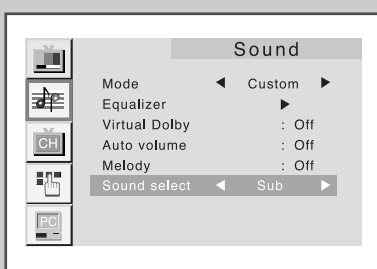 Sound
Mode ◀ Custom ▶
Equalizer ▶
Virtual Dolby : Off
Auto volume : Off
Melody : Off
Sound select ◀ Sub ▶
CH
PC